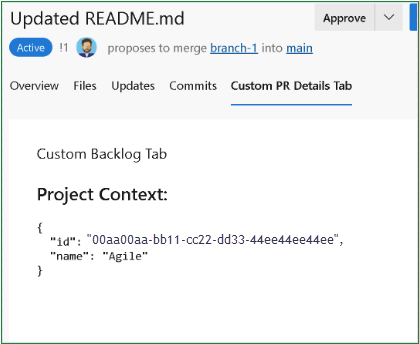 Updated README.md
Approve
Active !1 proposes to merge branch-1 into main
Overview Files Updates Commits Custom PR Details Tab
Custom Backlog Tab
Project Context:
{
"id": "00aa00aa-bb11-cc22-dd33-44ee44ee44ee",
"name": "Agile"
}